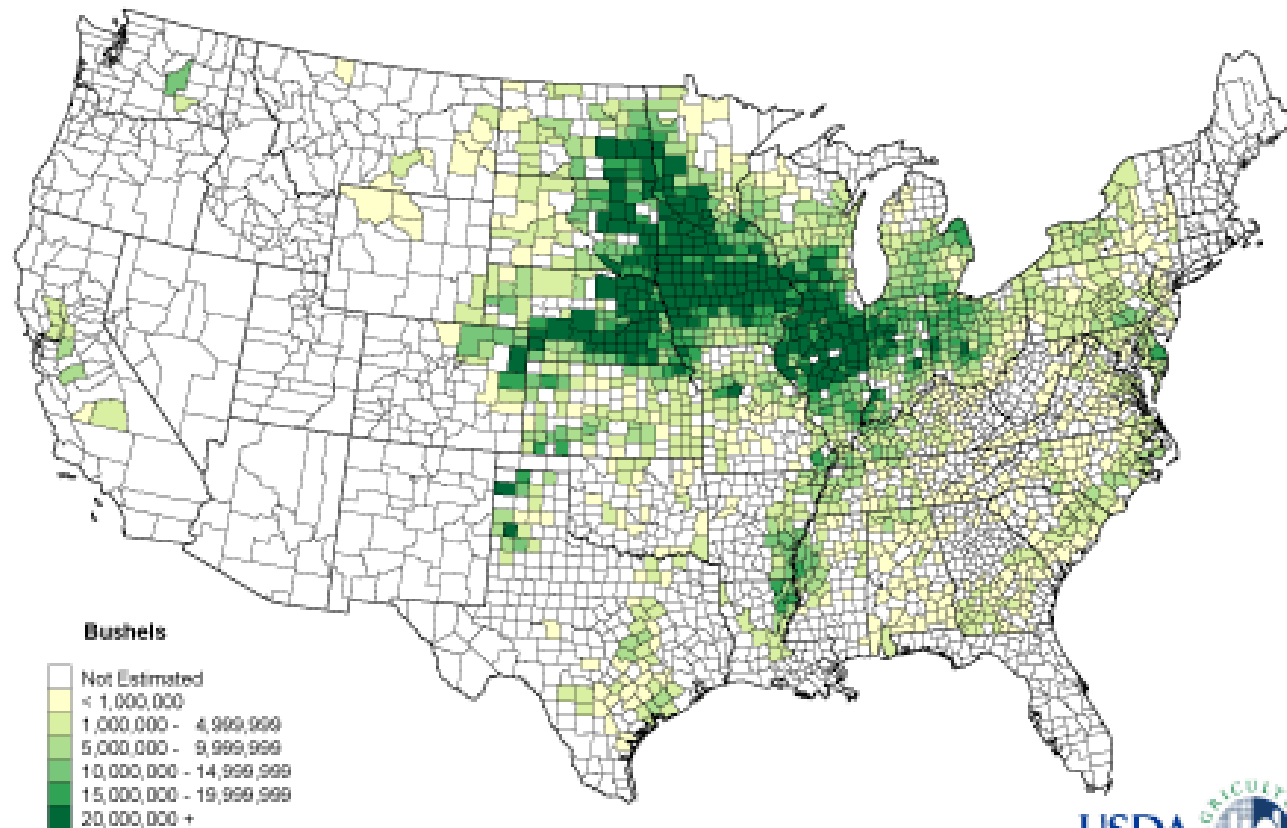 Bushels
Not Estimated
< 1,000,000
1,000,000 - 4,999,999
5,000,000 - 9,999,999
10,000,000 - 14,999,999
15,000,000 - 19,999,999
20,000,000 +
USDA